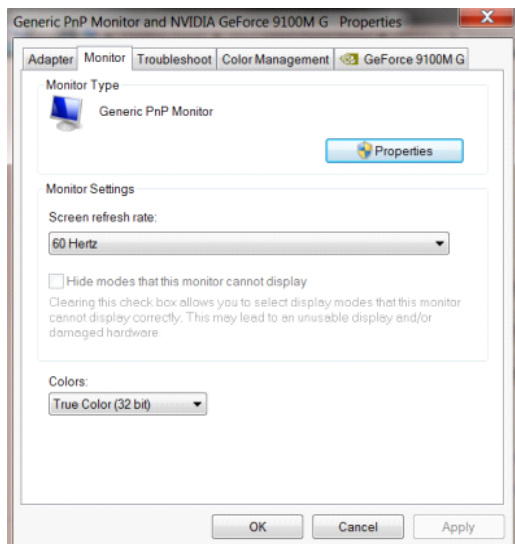 Generic PnP Monitor and NVIDIA GeForce 9100M G Properties
X
Adapter Monitor Troubleshoot Color Management GeForce 9100M G
Monitor Type
Generic PnP Monitor
Properties
Monitor Settings
Screen refresh rate:
60 Hertz
Hide modes that this monitor cannot display
Clearing this check box allows you to select display modes that this monitor
cannot display correctly. This may lead to an unusable display and/or
damaged hardware.
Colors:
True Color (32 bit)
OK Cancel Apply